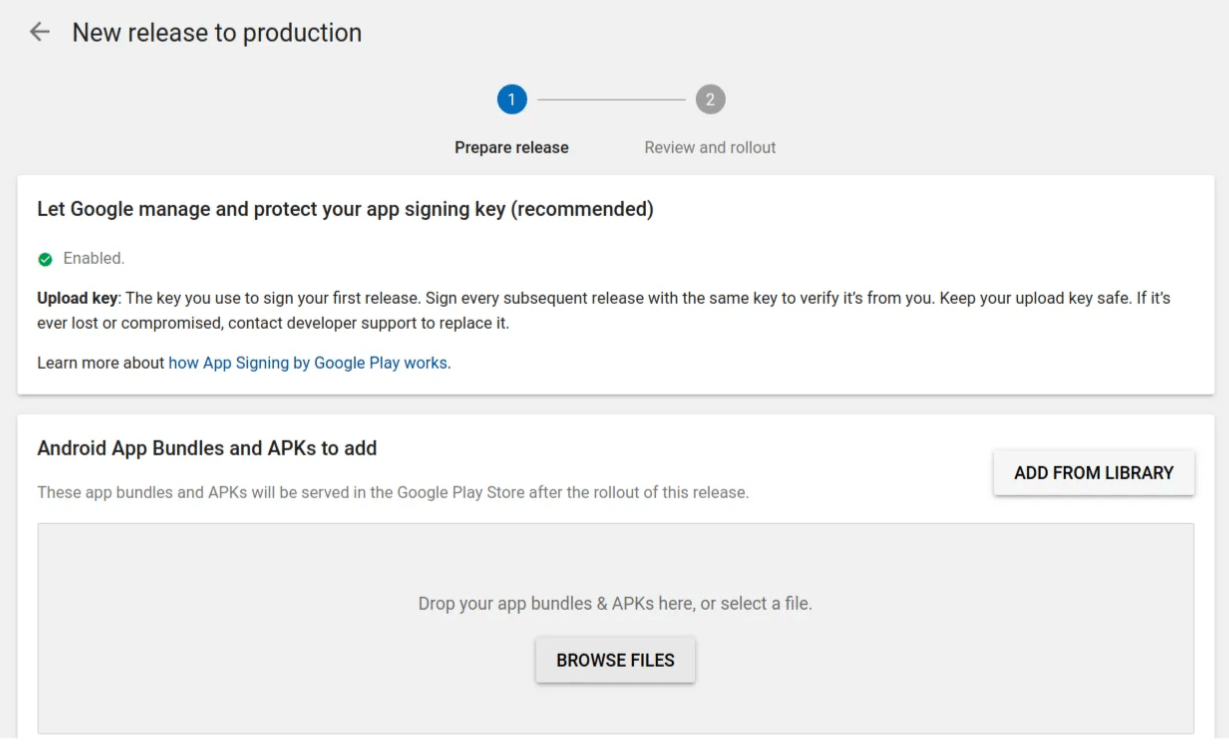 New release to production
1
2
Prepare release
Review and rollout
Let Google manage and protect your app signing key (recommended)
Enabled.
Upload key: The key you use to sign your first release. Sign every subsequent release with the same key to verify it's from you. Keep your upload key safe. If it's
ever lost or compromised, contact developer support to replace it.
Learn more about how App Signing by Google Play works.
Android App Bundles and APKs to add
ADD FROM LIBRARY
These app bundles and APKs will be served in the Google Play Store after the rollout of this release.
Drop your app bundles & APKs here, or select a file.
BROWSE FILES